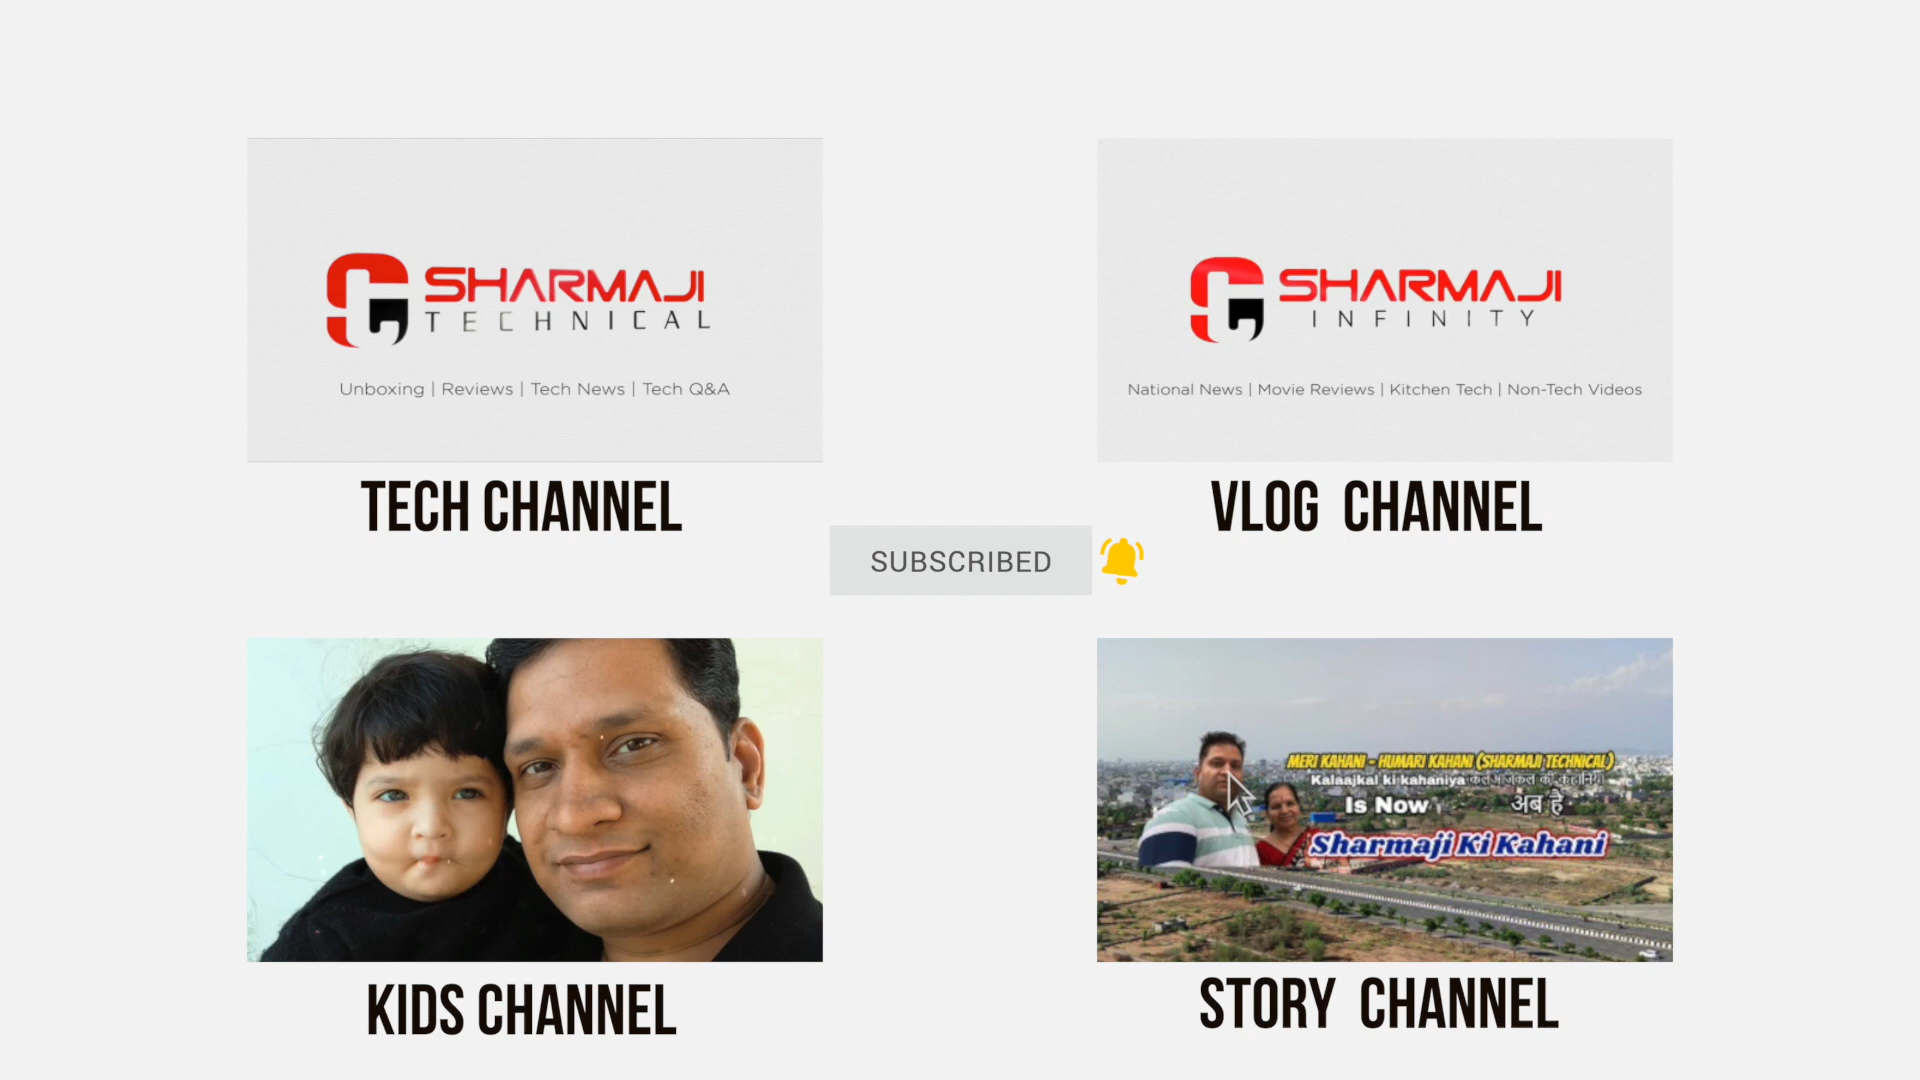 SHARMAJI
TECHNICAL
Unboxing | Reviews | Tech News | Tech Q&A
TECH CHANNEL
SHARMAJI
INFINITY
National News | Movie Reviews | Kitchen Tech | Non-Tech Videos
VLOG CHANNEL
SUBSCRIBED
KIDS CHANNEL
MERI KAHANI - HUMARI KAHANI (SHARMAJI TECHNICAL)
Kalaajkal ki kahaniya कलआजकल की कहानियां
Is Now अब है
Sharmaji Ki Kahani
STORY CHANNEL